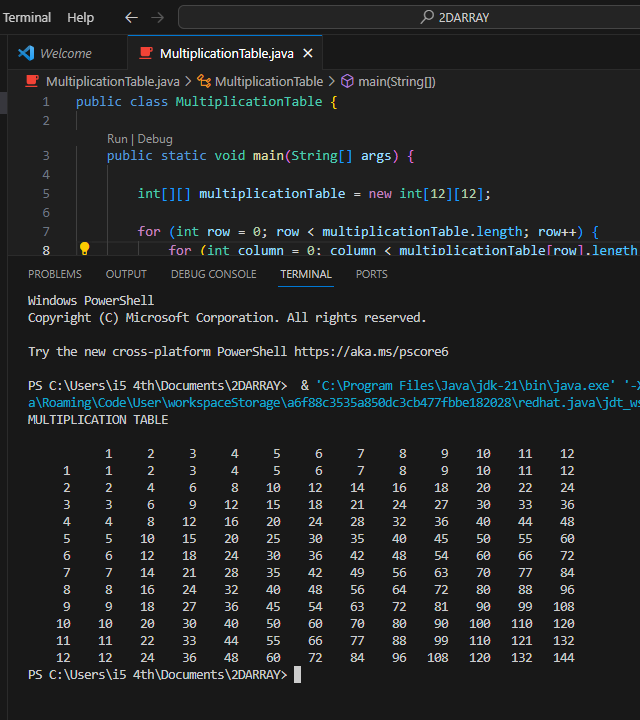 Terminal Help 2DARRAY
Welcome MultiplicationTable.java
MultiplicationTable.java > MultiplicationTable > main(String[])
1 public class MultiplicationTable {
2
Run | Debug
3 public static void main(String[] args) {
4
5 int[][] multiplicationTable = new int[12][12];
6
7 for (int row = 0; row < multiplicationTable.length; row++) {
8 for (int column = 0; column < multiplicationTable[row].length
PROBLEMS OUTPUT DEBUG CONSOLE TERMINAL PORTS
Windows PowerShell
Copyright (C) Microsoft Corporation. All rights reserved.
Try the new cross-platform PowerShell https://aka.ms/pscore6
PS C:\Users\i5 4th\Documents\2DARRAY> & 'C:\Program Files\Java\jdk-21\bin\java.exe' '-X
a\Roaming\Code\User\workspaceStorage\a6f88c3535a850dc3cb477fbbe182028\redhat.java\jdt_ws
MULTIPLICATION TABLE
1 2 3 4 5 6 7 8 9 10 11 12
1 1 2 3 4 5 6 7 8 9 10 11 12
2 2 4 6 8 10 12 14 16 18 20 22 24
3 3 6 9 12 15 18 21 24 27 30 33 36
4 4 8 12 16 20 24 28 32 36 40 44 48
5 5 10 15 20 25 30 35 40 45 50 55 60
6 6 12 18 24 30 36 42 48 54 60 66 72
7 7 14 21 28 35 42 49 56 63 70 77 84
8 8 16 24 32 40 48 56 64 72 80 88 96
9 9 18 27 36 45 54 63 72 81 90 99 108
10 10 20 30 40 50 60 70 80 90 100 110 120
11 11 22 33 44 55 66 77 88 99 110 121 132
12 12 24 36 48 60 72 84 96 108 120 132 144
PS C:\Users\i5 4th\Documents\2DARRAY>